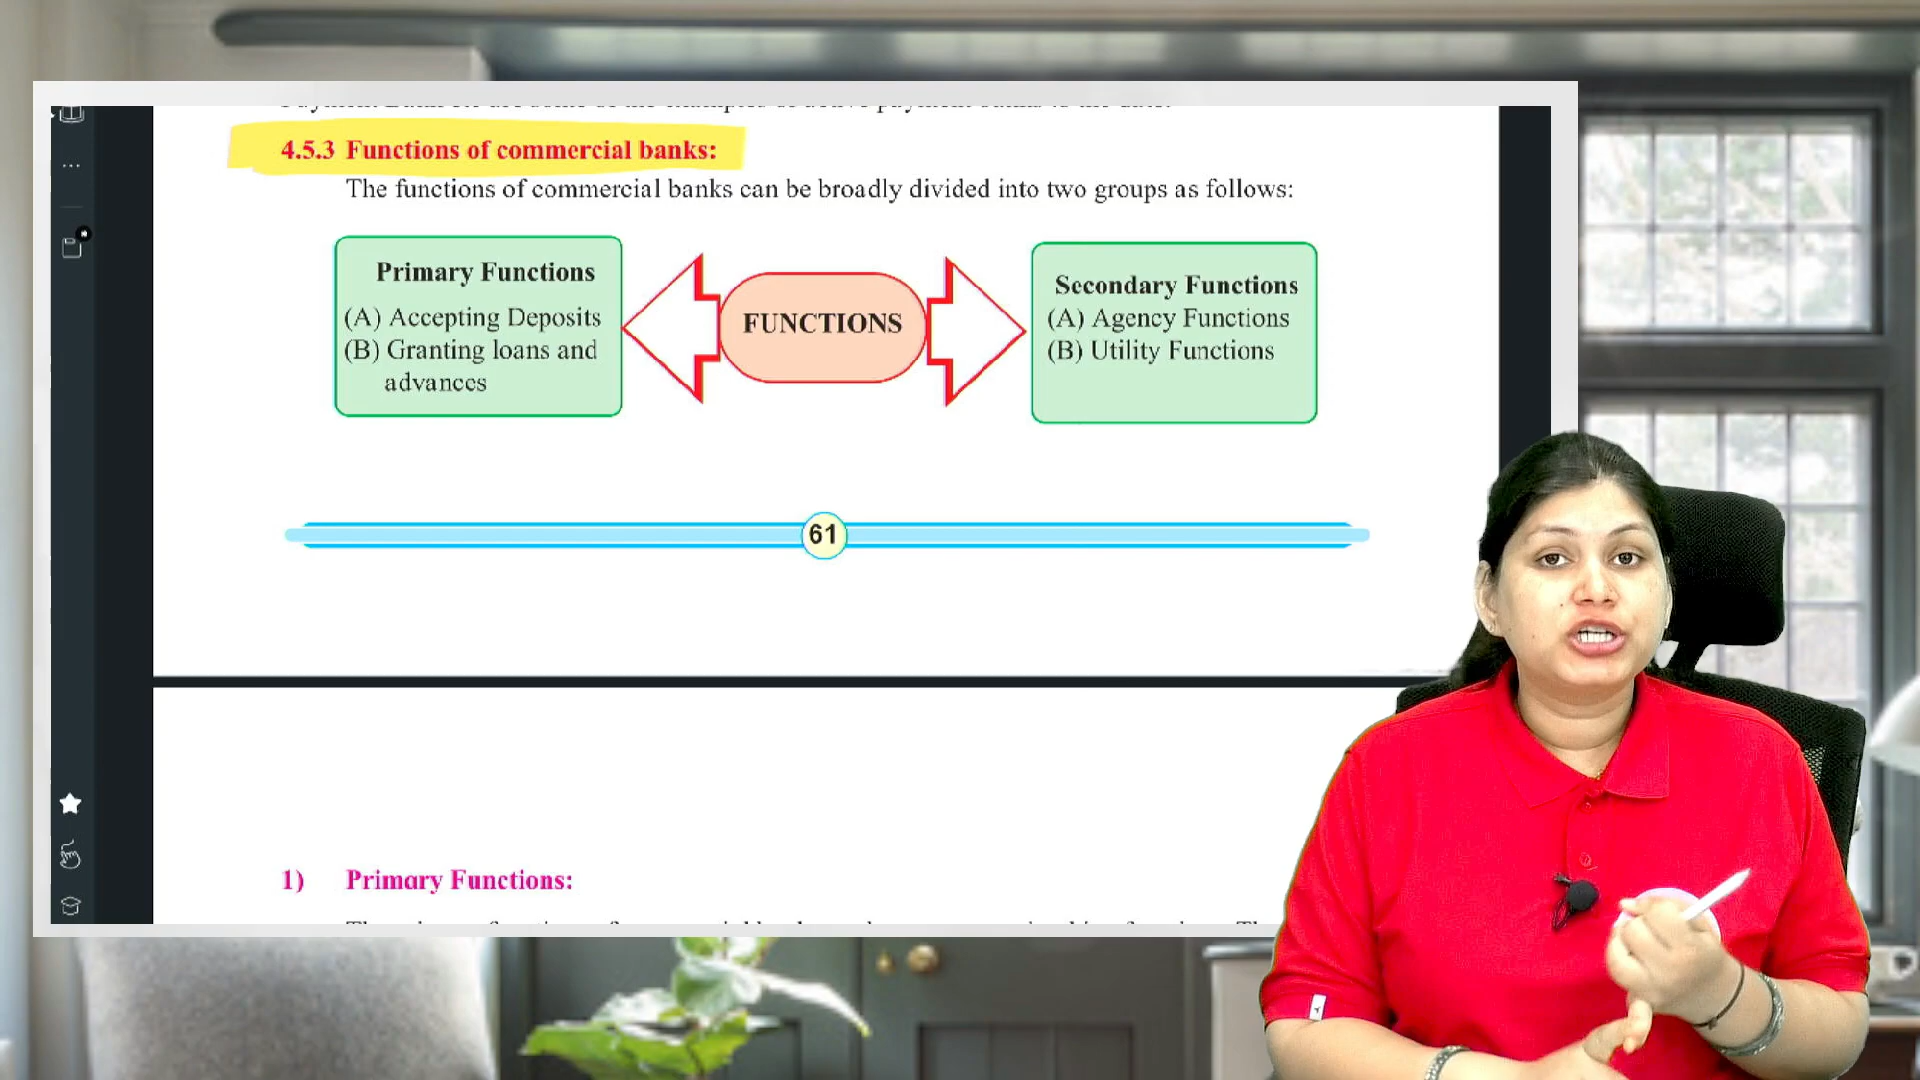 4.5.3 Functions of commercial banks:
The functions of commercial banks can be broadly divided into two groups as follows:
Primary Functions
(A) Accepting Deposits
(B) Granting loans and
advances
FUNCTIONS
Secondary Functions
(A) Agency Functions
(B) Utility Functions
61
1) Primary Functions: